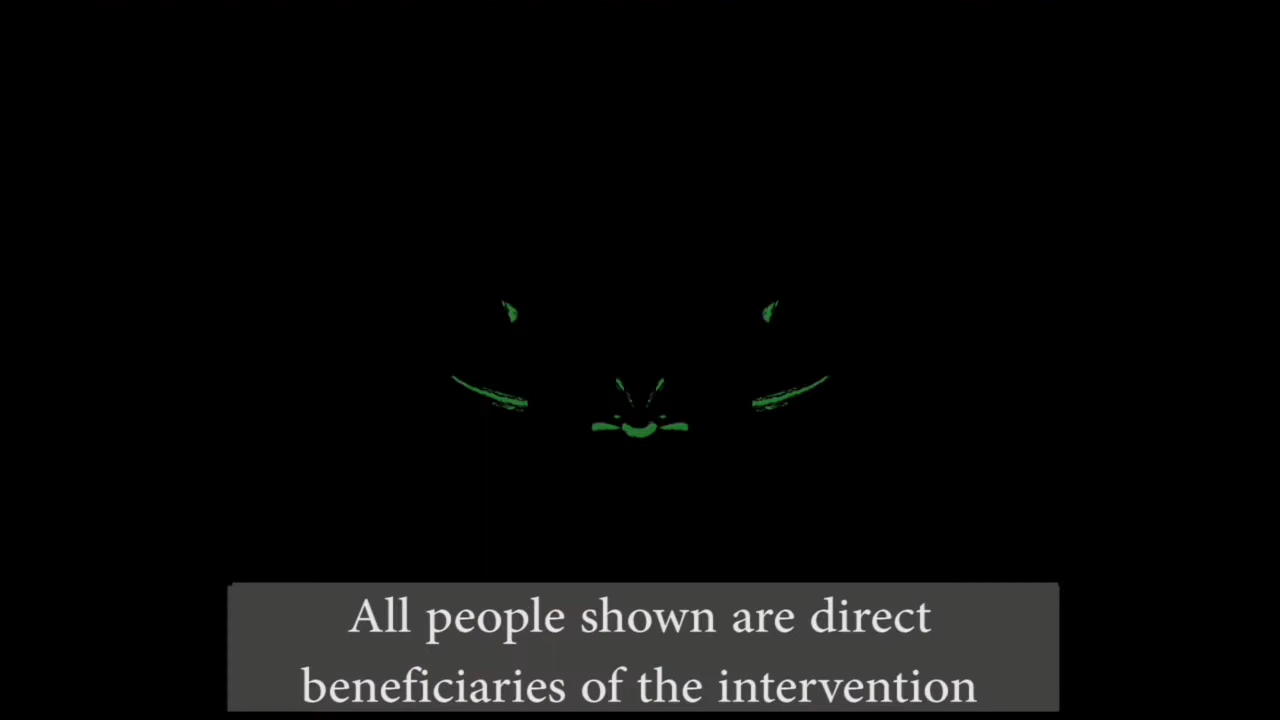 All people shown are direct
beneficiaries of the intervention